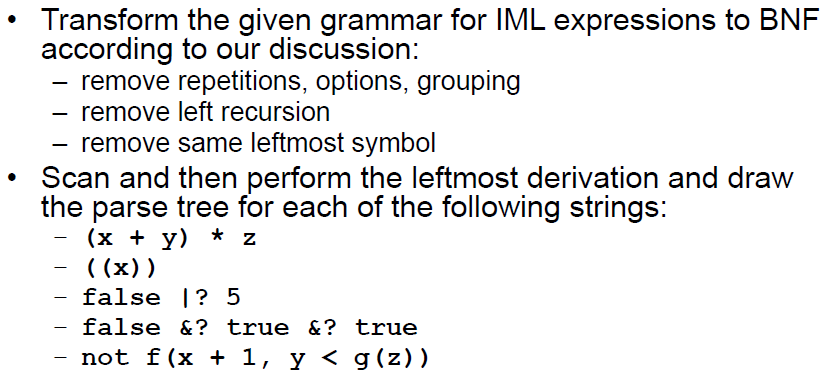 • Transform the given grammar for IML expressions to BNF
according to our discussion:
– remove repetitions, options, grouping
– remove left recursion
– remove same leftmost symbol
• Scan and then perform the leftmost derivation and draw
the parse tree for each of the following strings:
– (x + y) * z
– ((x))
– false |? 5
– false &? true &? true
– not f(x + 1, y < g(z))